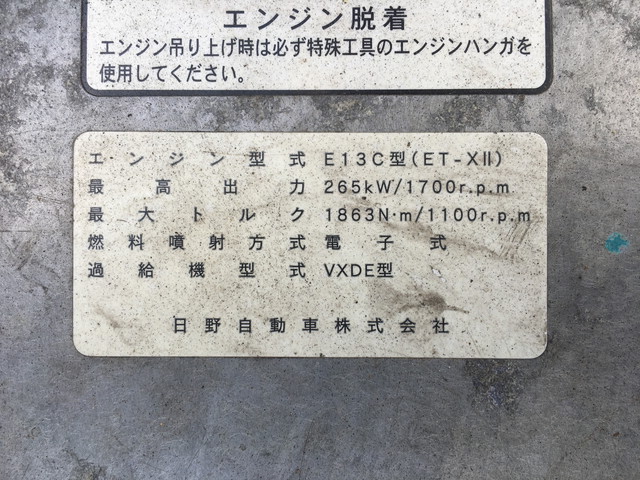 エンジン脱着
エンジン吊り上げ時は必ず特殊工具のエンジンハンガを
使用してください。
エンジン型式 E13C型(ET-XII)
最高出力 265kW/1700r.p.m
最大トルク 1863N·m/1100r.p.m
燃料噴射方式 電子式
過給機型式 VXDE型
日野自動車株式会社